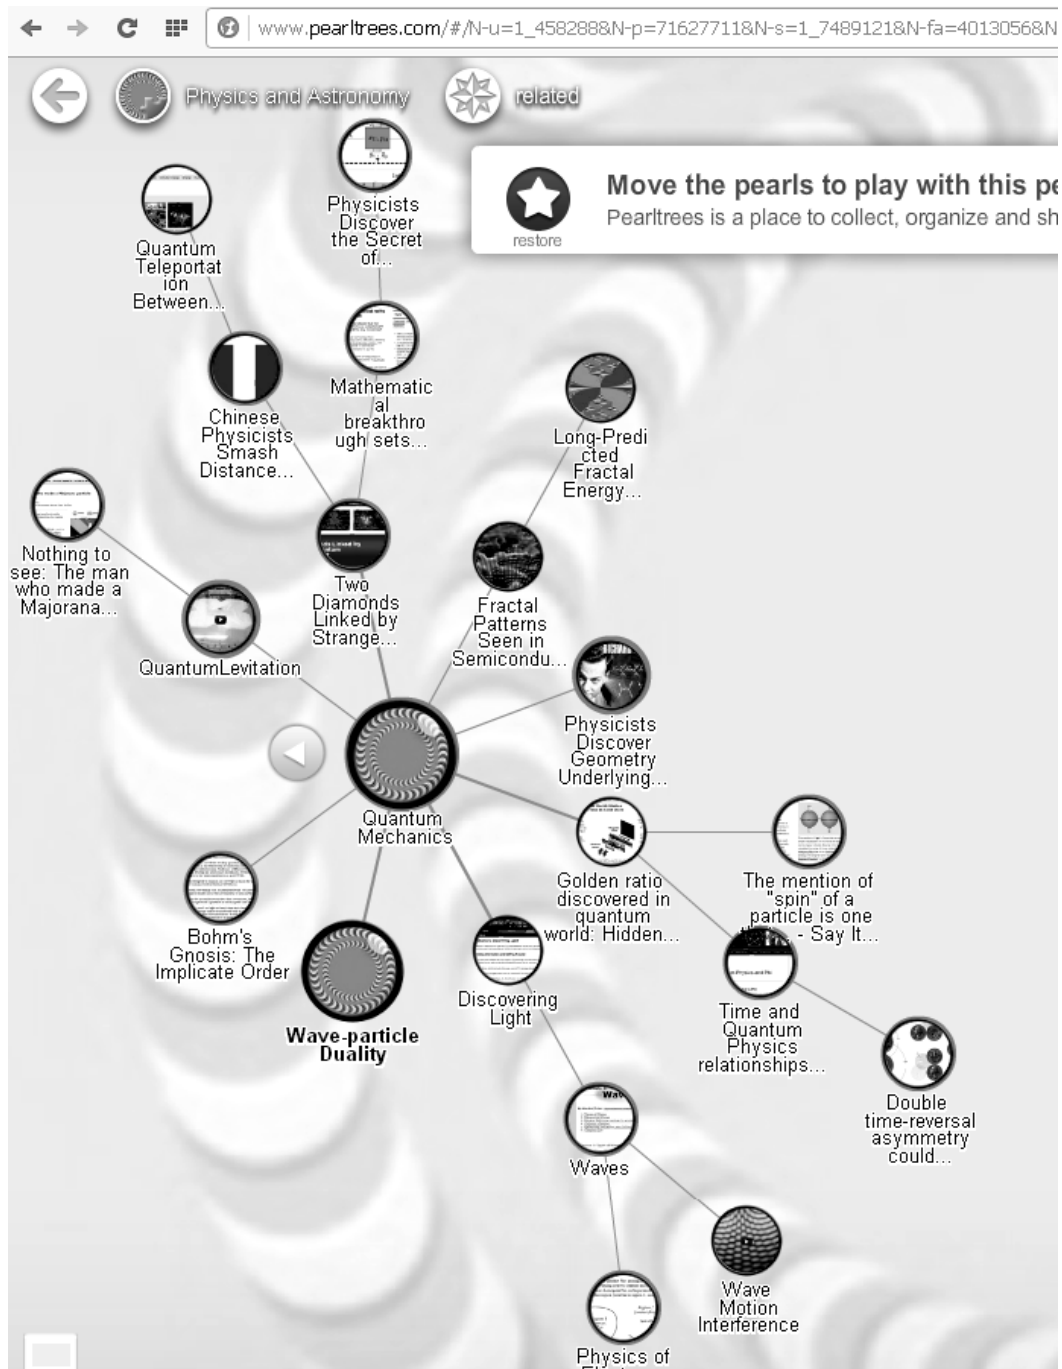 www.pearltrees.com/#/N-u=1_458288&N-p=71627711&N-s=1_7489121&N-fa=4013056&N
Physics and Astronomy
related
Move the pearls to play with this pe
Pearltrees is a place to collect, organize and sh
restore
Physicists
Discover
the Secret
of...
Quantum
Teleportat
ion
Between...
Mathematic
al
breakthro
ugh sets...
Chinese
Physicists
Smash
Distance...
Long-Predi
cted
Fractal
Energy...
Nothing to
see: The man
who made a
Majorana...
Two
Diamonds
Linked by
Strange...
Fractal
Patterns
Seen in
Semicondu...
QuantumLevitation
RICHARD
Physicists
Discover
Geometry
Underlying...
Quantum
Mechanics
Golden ratio
discovered in
quantum
world: Hidden...
The mention of
"spin" of a
particle is one
- Say It...
Bohm's
Gnosis: The
Implicate Order
Discovering
Light
Time and
Quantum
Physics
relationships...
Wave-particle
Duality
Double
time-reversal
asymmetry
could...
Wav
Waves
Wave
Motion
Interference
Physics of